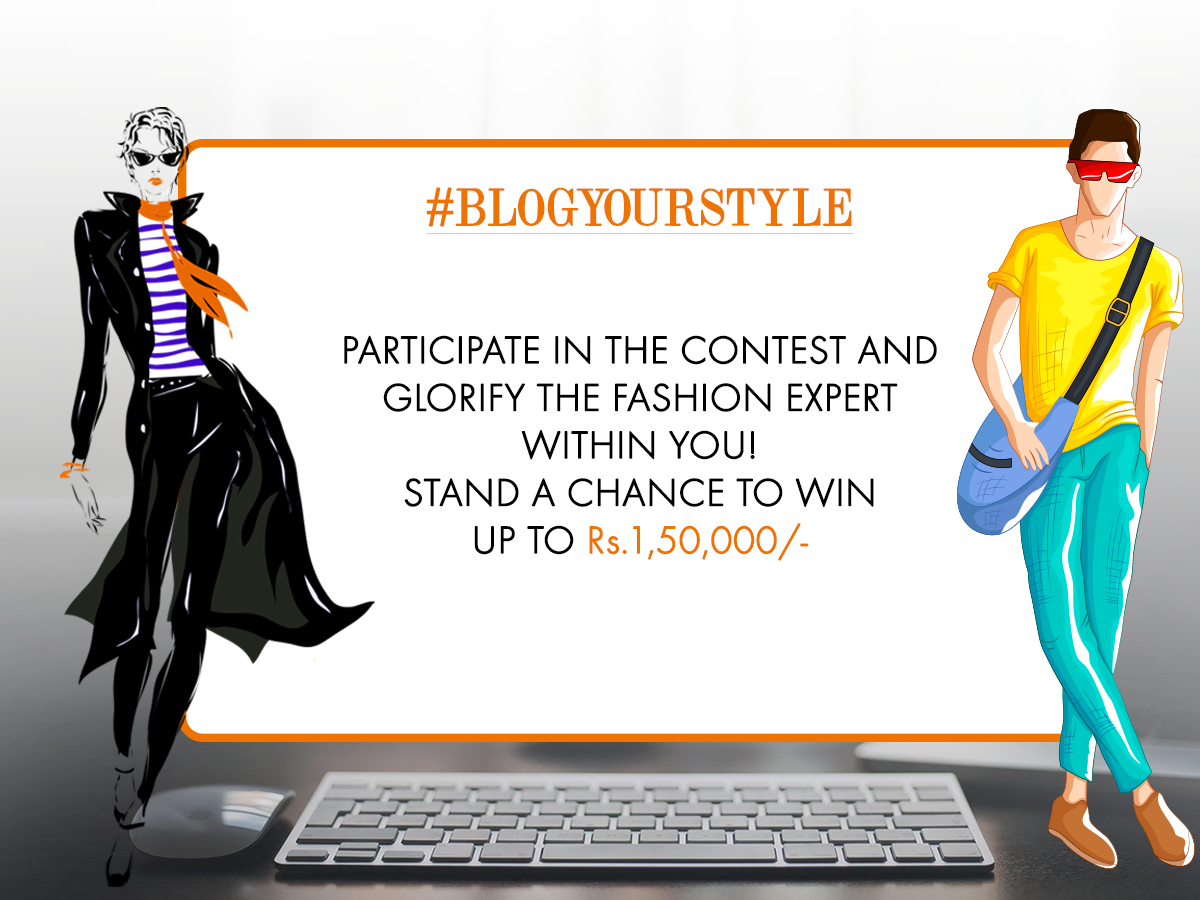 #BLOGYOURSTYLE
PARTICIPATE IN THE CONTEST AND
GLORIFY THE FASHION EXPERT
WITHIN YOU!
STAND A CHANCE TO WIN
UP TO Rs.1,50,000/-